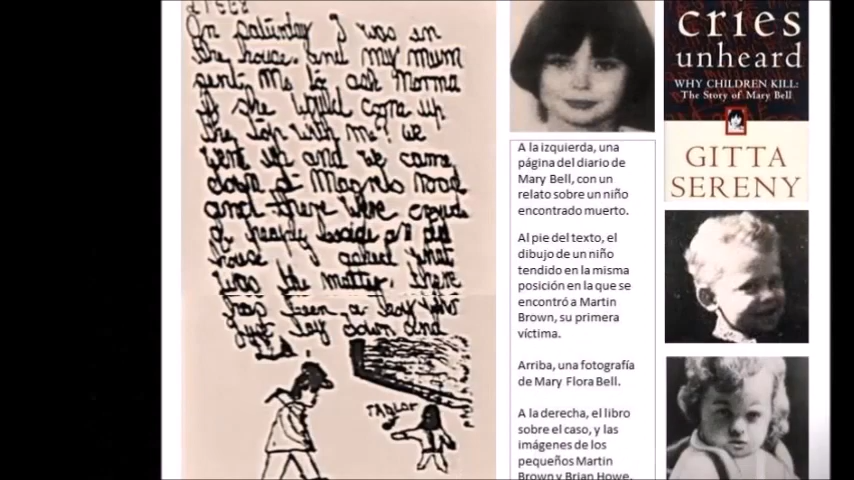 On saturday I was in
the house. and my mum
sent Me to ask Norma
if she Would come up
the top with me? we
went up and we came
down at Magrets Road
and there were crouds
of people beside an old
house I asked what
was the matter. there
has been a boy who
just lay down and
Did
TABLOT
A la izquierda, una
página del diario de
Mary Bell, con un
relato sobre un niño
encontrado muerto.
Al pie del texto, el
dibujo de un niño
tendido en la misma
posición en la que se
encontró a Martin
Brown, su primera
víctima.
Arriba, una fotografía
de Mary Flora Bell.
A la derecha, el libro
sobre el caso, y las
imágenes de los
pequeños Martin
Brown y Brian Howe.
cries
unheard
WHY CHILDREN KILL:
The Story of Mary Bell
GITTA
SERENY